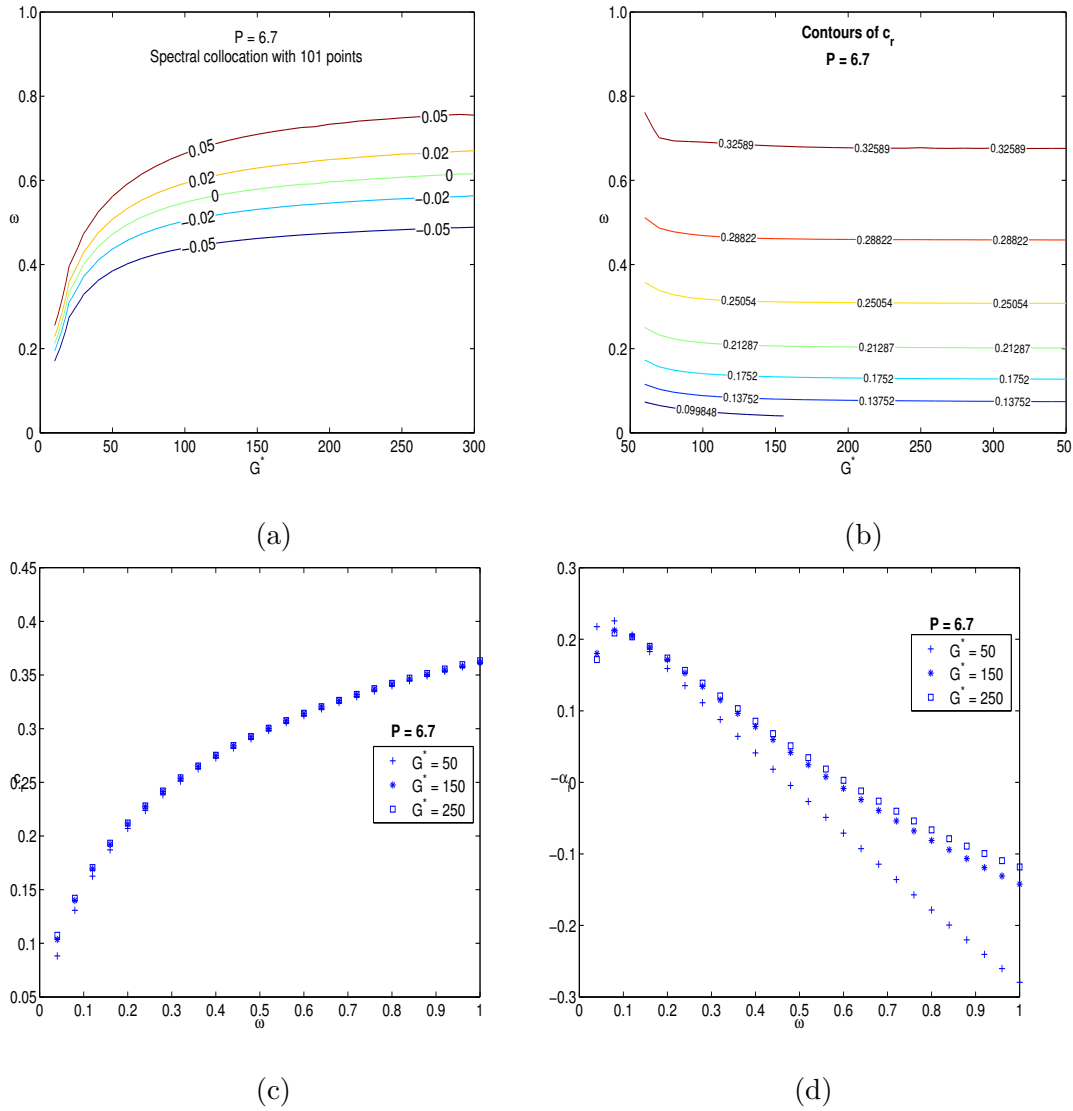 P = 6.7
Spectral collocation with 101 points
1
0.8
0.6
0.4
0.2
0
ω
0.05
0.05
0.02
0.02
0
0
−0.02
−0.02
−0.05
−0.05
0 50 100 150 200 250 300
G*
(a)
Contours of c_r
P = 6.7
1
0.8
0.6
0.4
0.2
0
ω
0.32589 0.32589 0.32589
0.28822 0.28822 0.28822
0.25054 0.25054 0.25054
0.21287 0.21287 0.21287
0.1752 0.1752 0.1752
0.13752 0.13752 0.13752
0.099848
50 100 150 200 250 300 50
G*
(b)
0.45
0.4
0.35
0.3
0.25
0.2
0.15
0.1
0.05
P = 6.7
G* = 50
G* = 150
G* = 250
0 0.1 0.2 0.3 0.4 0.5 0.6 0.7 0.8 0.9 1
ω
(c)
0.3
0.2
0.1
−α_i 0
−0.1
−0.2
−0.3
P = 6.7
G* = 50
G* = 150
G* = 250
0 0.1 0.2 0.3 0.4 0.5 0.6 0.7 0.8 0.9 1
ω
(d)